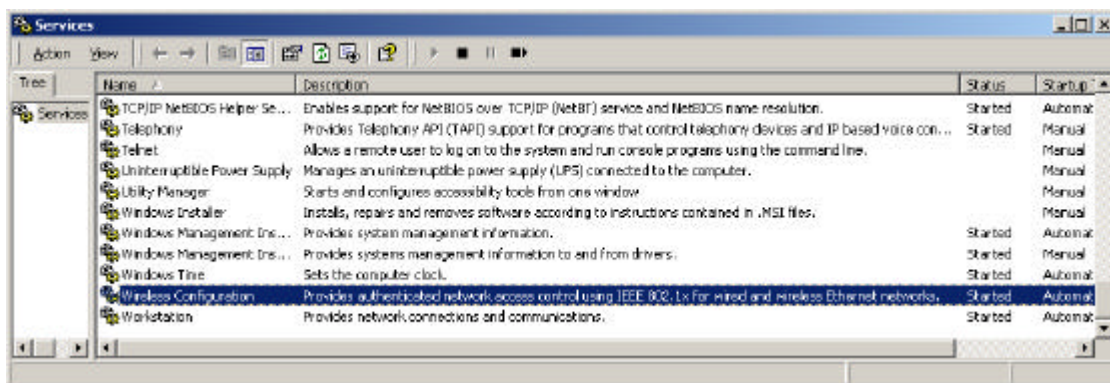 Services
Action View
Tree
Name Description Status Startup T
Services
TCP/IP NetBIOS Helper Se... Enables support for NetBIOS over TCP/IP (NetBT) service and NetBIOS name resolution. Started Automat
Telephony Provides Telephony API (TAPI) support for programs that control telephony devices and IP based voice con... Started Manual
Telnet Allows a remote user to log on to the system and run console programs using the command line. Manual
Uninterruptible Power Supply Manages an uninterruptible power supply (UPS) connected to the computer. Manual
Utility Manager Starts and configures accessibility tools from one window Manual
Windows Installer Installs, repairs and removes software according to instructions contained in .MSI files. Manual
Windows Management Ins... Provides system management information. Started Automat
Windows Management Ins... Provides systems management information to and from drivers. Started Manual
Windows Time Sets the computer clock. Started Automat
Wireless Configuration Provides authenticated network access control using IEEE 802.1x for wired and wireless Ethernet networks. Started Automat
Workstation Provides network connections and communications. Started Automat